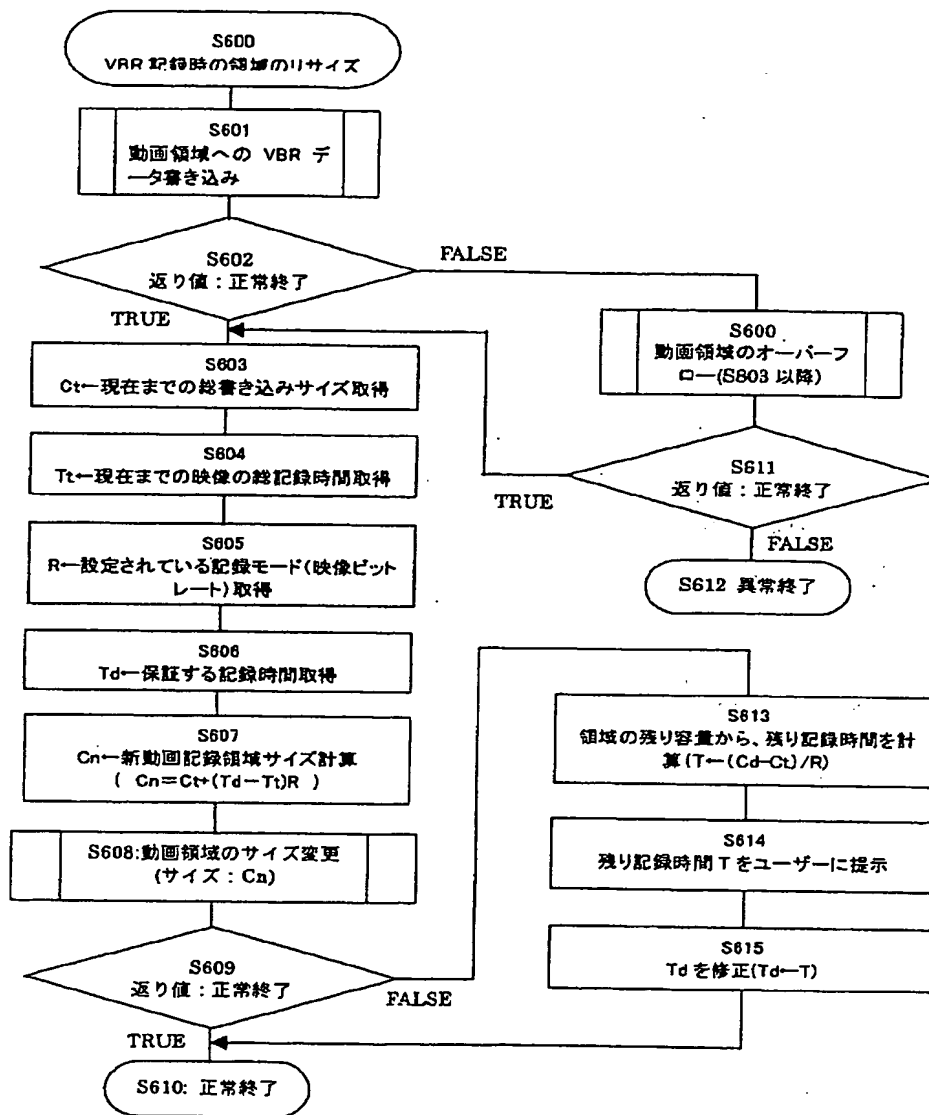 S600
VBR 記録時の領域のリサイズ
S601
動画領域への VBR デ
ータ書き込み
S602
返り値：正常終了
FALSE
TRUE
S600
動画領域のオーバーフ
ロー(S803 以降)
S603
Ct←現在までの総書き込みサイズ取得
S604
Tt←現在までの映像の総記録時間取得
S611
返り値：正常終了
TRUE
FALSE
S612 異常終了
S605
R←設定されている記録モード(映像ビット
レート)取得
S606
Td←保証する記録時間取得
S607
Cn←新動画記録領域サイズ計算
( Cn=Ct+(Td-Tt)R )
S608:動画領域のサイズ変更
(サイズ：Cn)
S609
返り値：正常終了
FALSE
TRUE
S610: 正常終了
S613
領域の残り容量から、残り記録時間を計
算(T←(Cd-Ct)/R)
S614
残り記録時間 T をユーザーに提示
S615
Td を修正(Td←T)